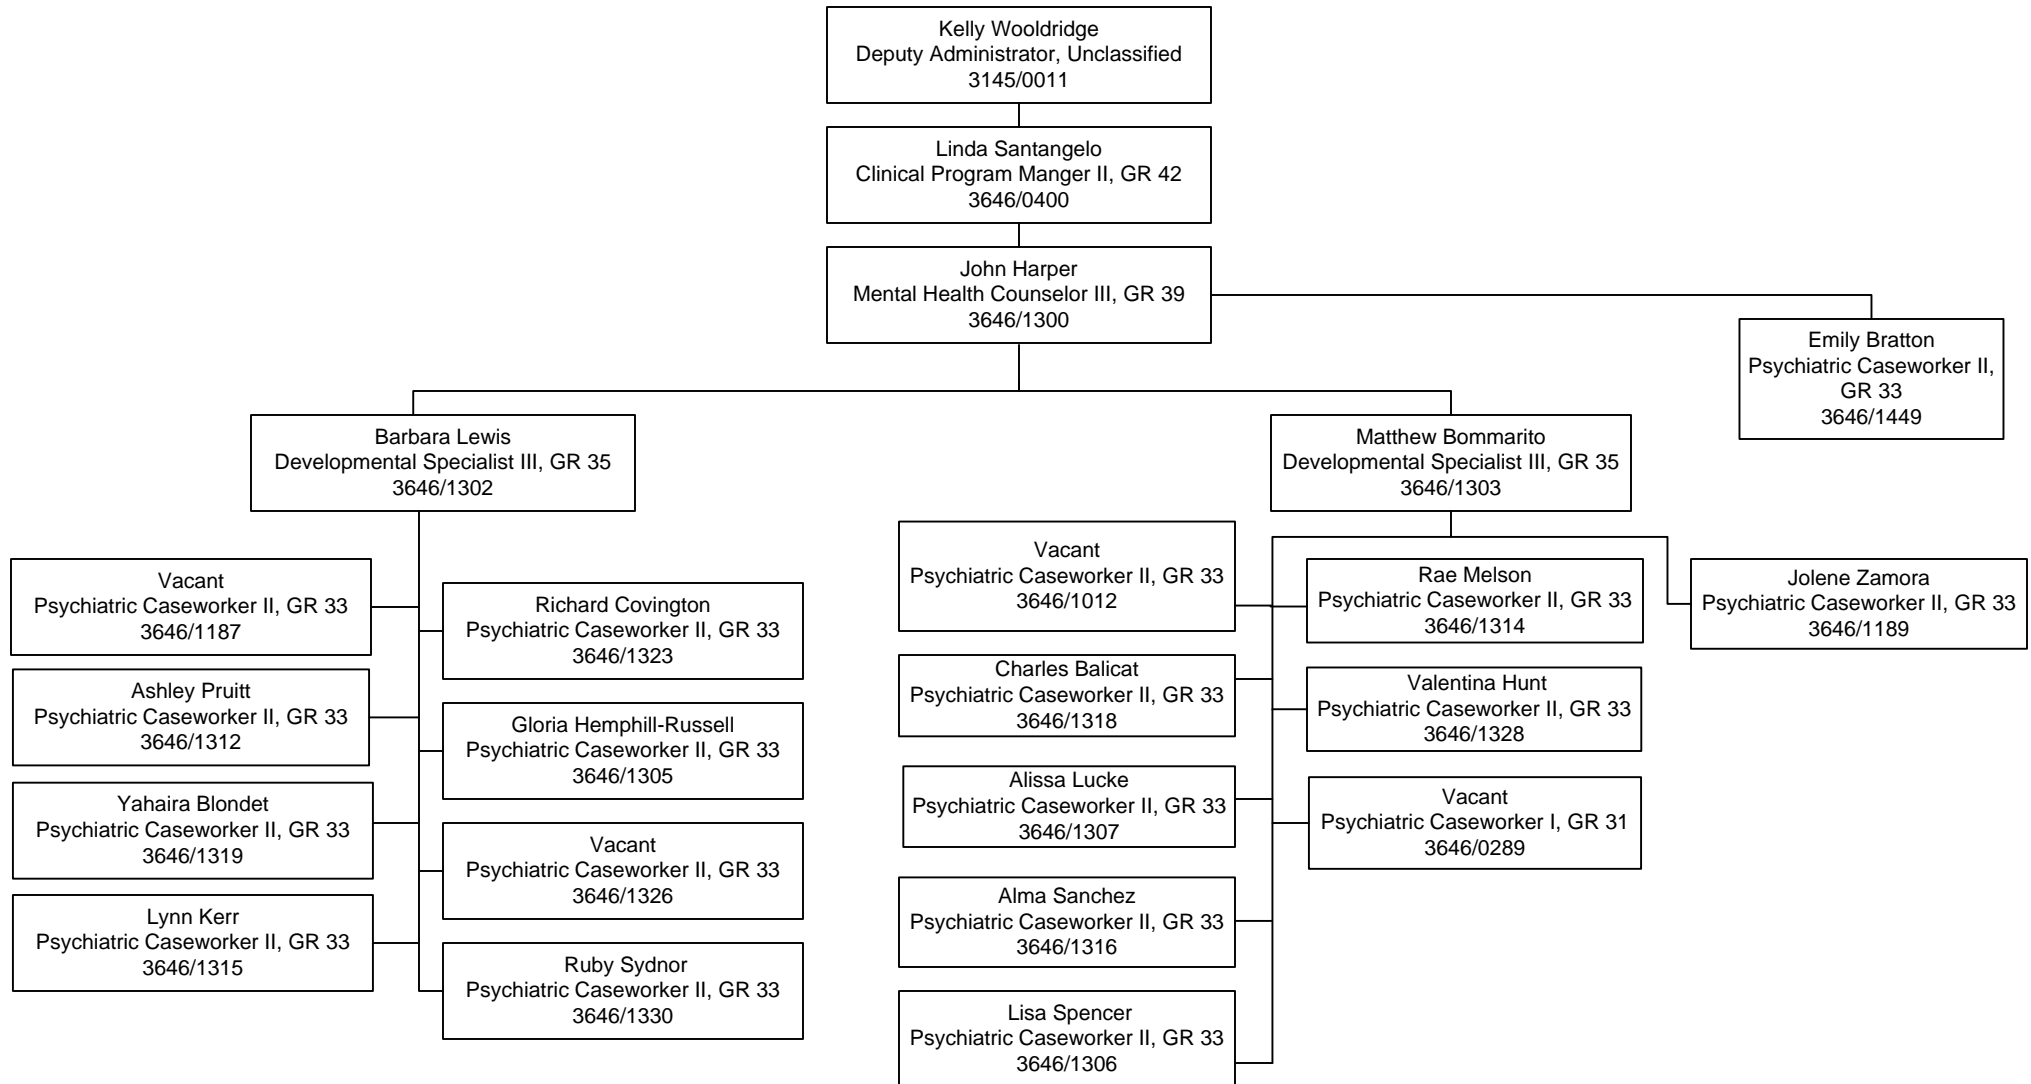 Kelly Wooldridge
Deputy Administrator, Unclassified
3145/0011
Linda Santangelo
Clinical Program Manger II, GR 42
3646/0400
John Harper
Mental Health Counselor III, GR 39
3646/1300
Emily Bratton
Psychiatric Caseworker II,
GR 33
3646/1449
Barbara Lewis
Developmental Specialist III, GR 35
3646/1302
Matthew Bommarito
Developmental Specialist III, GR 35
3646/1303
Vacant
Psychiatric Caseworker II, GR 33
3646/1187
Ashley Pruitt
Psychiatric Caseworker II, GR 33
3646/1312
Yahaira Blondet
Psychiatric Caseworker II, GR 33
3646/1319
Lynn Kerr
Psychiatric Caseworker II, GR 33
3646/1315
Richard Covington
Psychiatric Caseworker II, GR 33
3646/1323
Gloria Hemphill-Russell
Psychiatric Caseworker II, GR 33
3646/1305
Vacant
Psychiatric Caseworker II, GR 33
3646/1326
Ruby Sydnor
Psychiatric Caseworker II, GR 33
3646/1330
Vacant
Psychiatric Caseworker II, GR 33
3646/1012
Charles Balicat
Psychiatric Caseworker II, GR 33
3646/1318
Alissa Lucke
Psychiatric Caseworker II, GR 33
3646/1307
Alma Sanchez
Psychiatric Caseworker II, GR 33
3646/1316
Lisa Spencer
Psychiatric Caseworker II, GR 33
3646/1306
Rae Melson
Psychiatric Caseworker II, GR 33
3646/1314
Valentina Hunt
Psychiatric Caseworker II, GR 33
3646/1328
Vacant
Psychiatric Caseworker I, GR 31
3646/0289
Jolene Zamora
Psychiatric Caseworker II, GR 33
3646/1189